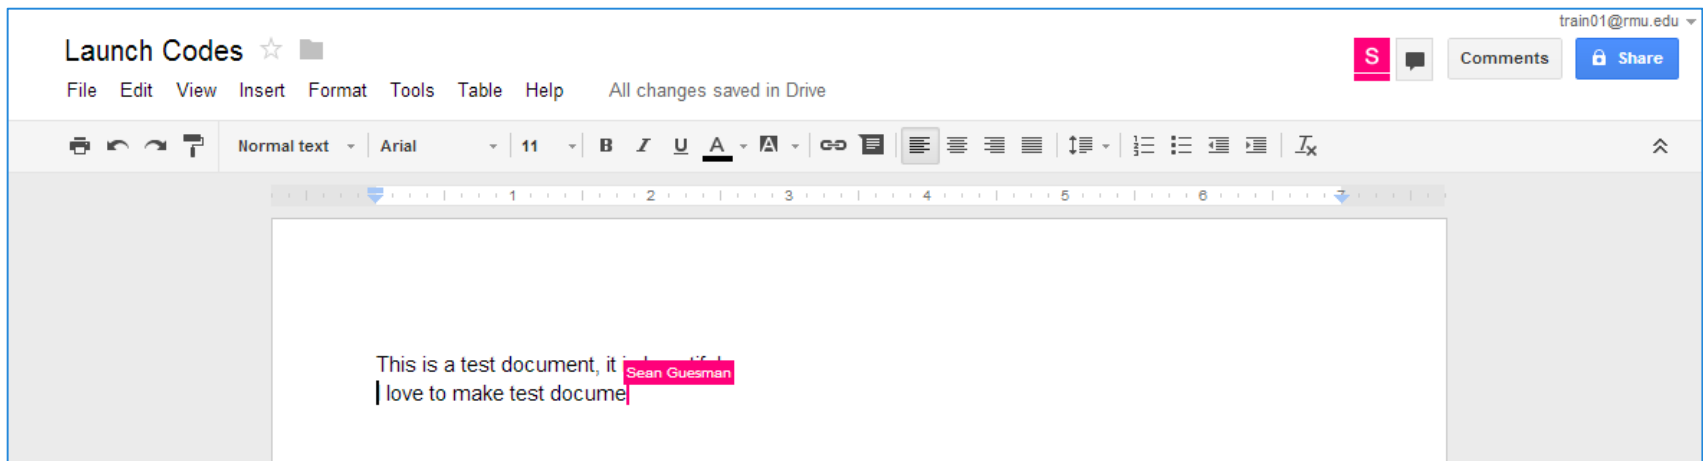 train01@rmu.edu
Launch Codes
S
Comments
Share
File Edit View Insert Format Tools Table Help All changes saved in Drive
Normal text Arial 11 B I U A A
1 2 3 4 5 6 7
This is a test document, it
Sean Guesman
love to make test docume